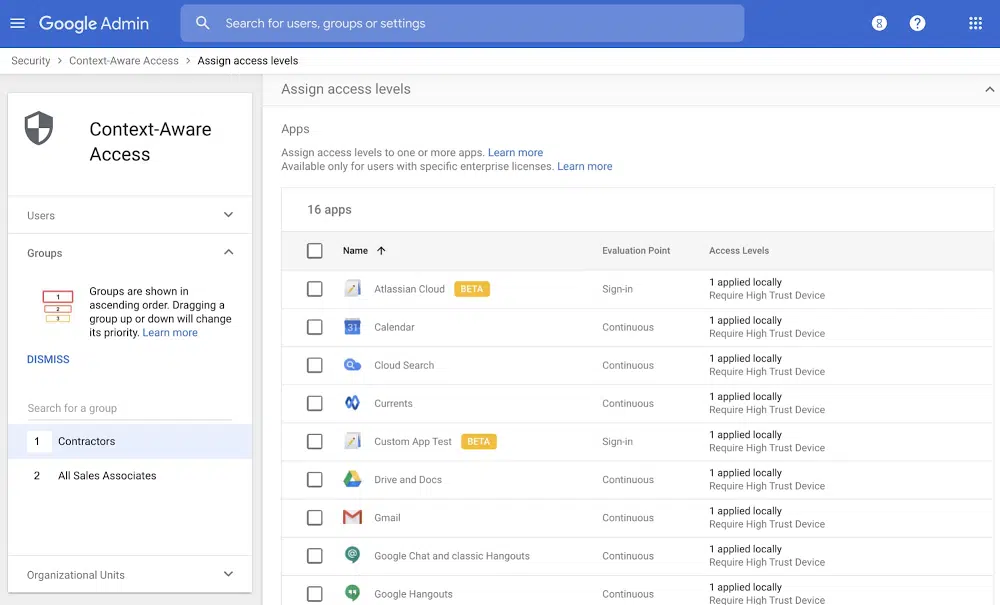 Google Admin
Search for users, groups or settings
8
?
Security > Context-Aware Access > Assign access levels
Context-Aware
Access
Users
Groups
1
2
3
Groups are shown in
ascending order. Dragging a
group up or down will change
its priority. Learn more
DISMISS
Search for a group
1 Contractors
2 All Sales Associates
Organizational Units
Assign access levels
Apps
Assign access levels to one or more apps. Learn more
Available only for users with specific enterprise licenses. Learn more
16 apps
Name Evaluation Point Access Levels
Atlassian Cloud BETA Sign-in 1 applied locally
Require High Trust Device
31 Calendar Continuous 1 applied locally
Require High Trust Device
Cloud Search Continuous 1 applied locally
Require High Trust Device
Currents Continuous 1 applied locally
Require High Trust Device
Custom App Test BETA Sign-in 1 applied locally
Require High Trust Device
Drive and Docs Continuous 1 applied locally
Require High Trust Device
Gmail Continuous 1 applied locally
Require High Trust Device
Google Chat and classic Hangouts Continuous 1 applied locally
Require High Trust Device
Google Hangouts Continuous 1 applied locally
Require High Trust Device